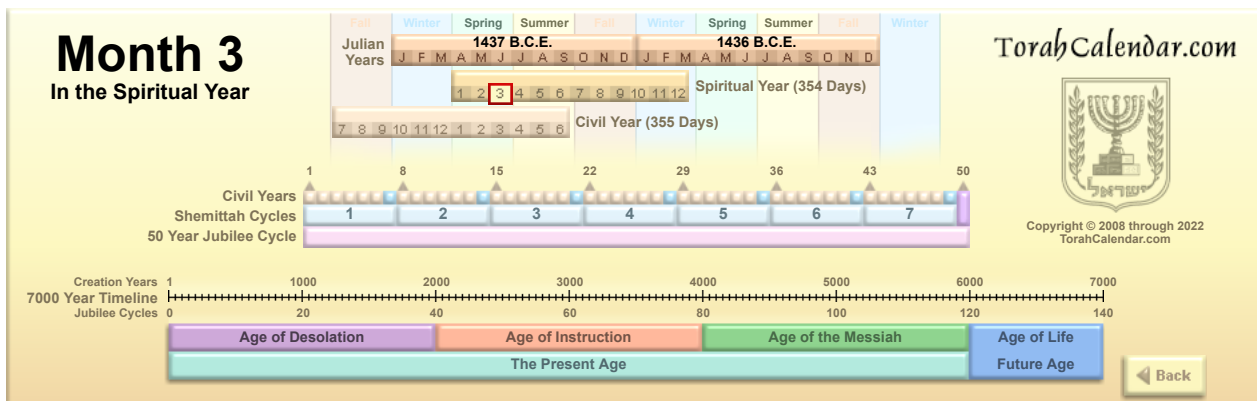 Month 3
In the Spiritual Year
Fall Winter Spring Summer Fall Winter Spring Summer Fall Winter
Julian Years
1437 B.C.E. 1436 B.C.E.
J F M A M J J A S O N D J F M A M J J A S O N D
1 2 3 4 5 6 7 8 9 10 11 12 Spiritual Year (354 Days)
7 8 9 10 11 12 1 2 3 4 5 6 Civil Year (355 Days)
TorahCalendar.com
ישראל
Copyright © 2008 through 2022
TorahCalendar.com
1 8 15 22 29 36 43 50
Civil Years
Shemittah Cycles 1 2 3 4 5 6 7
50 Year Jubilee Cycle
Creation Years 1 1000 2000 3000 4000 5000 6000 7000
7000 Year Timeline
Jubilee Cycles 0 20 40 60 80 100 120 140
Age of Desolation Age of Instruction Age of the Messiah Age of Life
The Present Age Future Age
Back